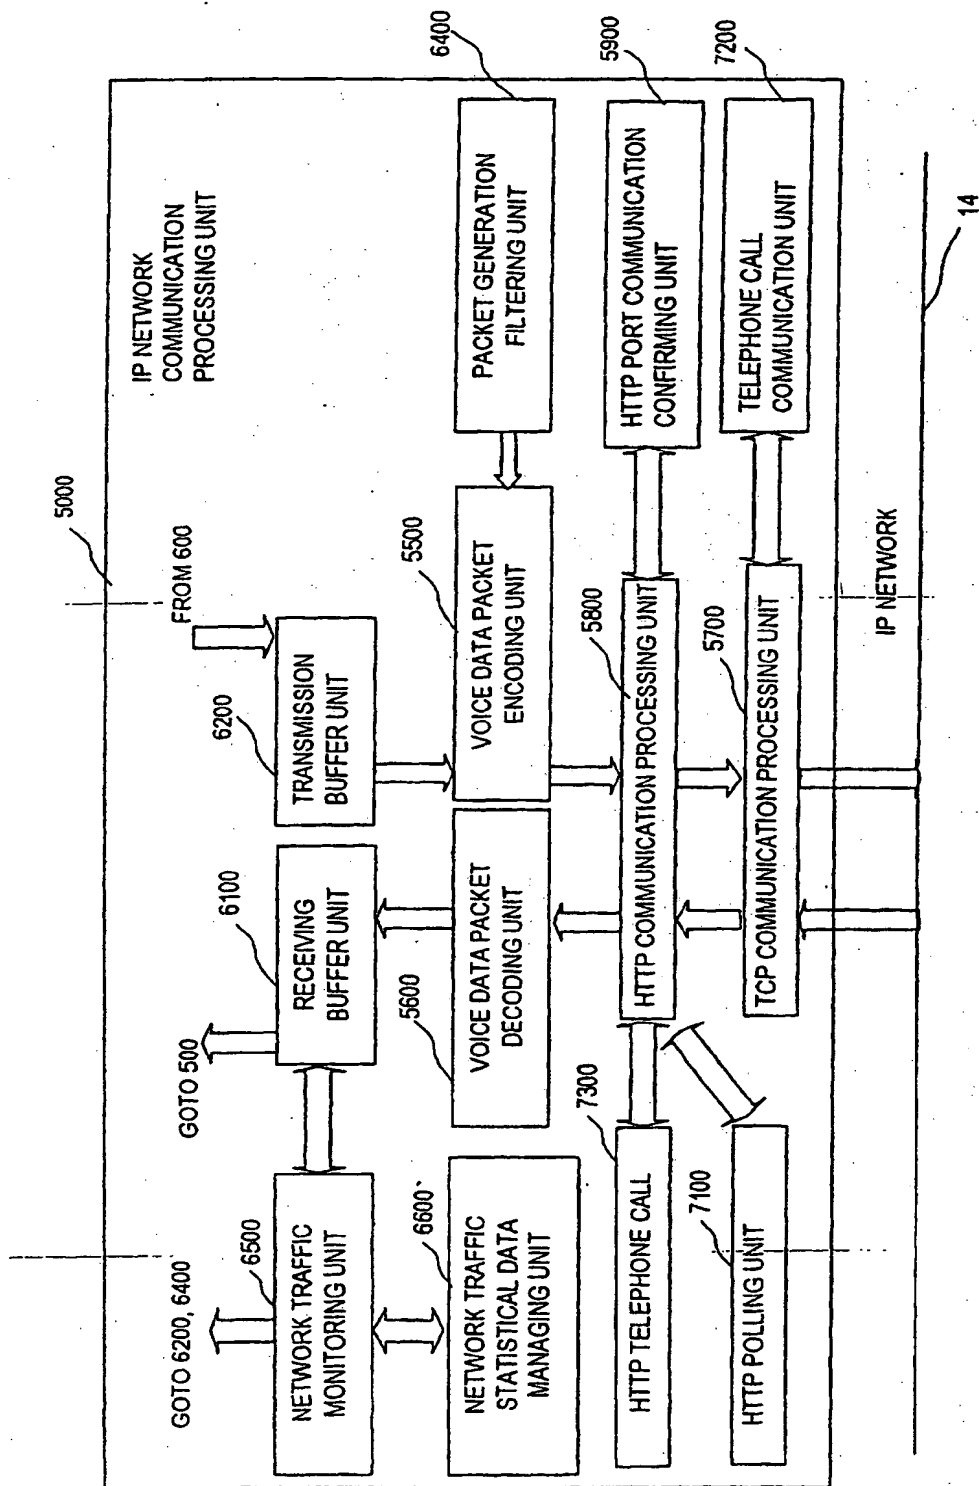 5000
IP NETWORK
COMMUNICATION
PROCESSING UNIT
GOTO 6200, 6400
GOTO 500
FROM 600
6500
NETWORK TRAFFIC
MONITORING UNIT
6100
RECEIVING
BUFFER UNIT
6200
TRANSMISSION
BUFFER UNIT
6600
NETWORK TRAFFIC
STATISTICAL DATA
MANAGING UNIT
5600
VOICE DATA PACKET
DECODING UNIT
5500
VOICE DATA PACKET
ENCODING UNIT
6400
PACKET GENERATION
FILTERING UNIT
7300
HTTP TELEPHONE CALL
5800
HTTP COMMUNICATION PROCESSING UNIT
5900
HTTP PORT COMMUNICATION
CONFIRMING UNIT
7100
HTTP POLLING UNIT
5700
TCP COMMUNICATION PROCESSING UNIT
7200
TELEPHONE CALL
COMMUNICATION UNIT
IP NETWORK
14